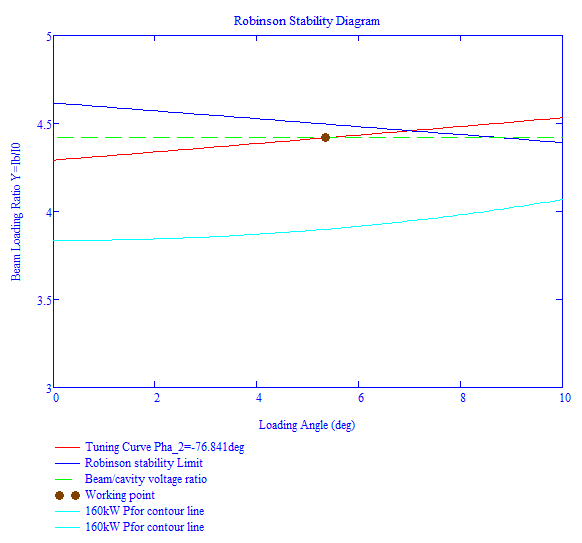 Robinson Stability Diagram
5
4.5
4
3.5
3
Beam Loading Ratio Y=Ib/I0
0
2
4
6
8
10
Loading Angle (deg)
Tuning Curve Pha_2=-76.841deg
Robinson stability Limit
Beam/cavity voltage ratio
Working point
160kW Pfor contour line
160kW Pfor contour line